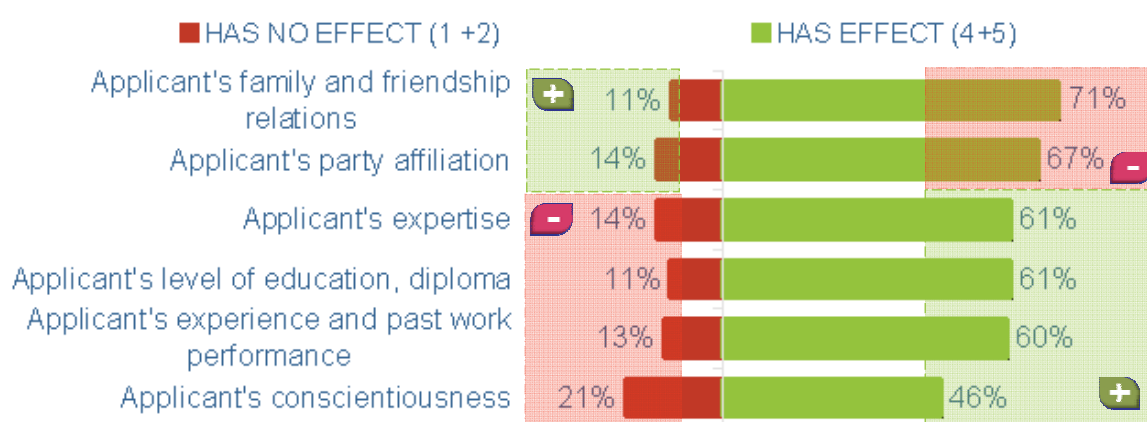 HAS NO EFFECT (1 +2) HAS EFFECT (4+5)
Applicant's family and friendship
relations
+ 11% 71%
Applicant's party affiliation 14% 67% -
Applicant's expertise - 14% 61%
Applicant's level of education, diploma 11% 61%
Applicant's experience and past work
performance
13% 60%
Applicant's conscientiousness 21% 46% +